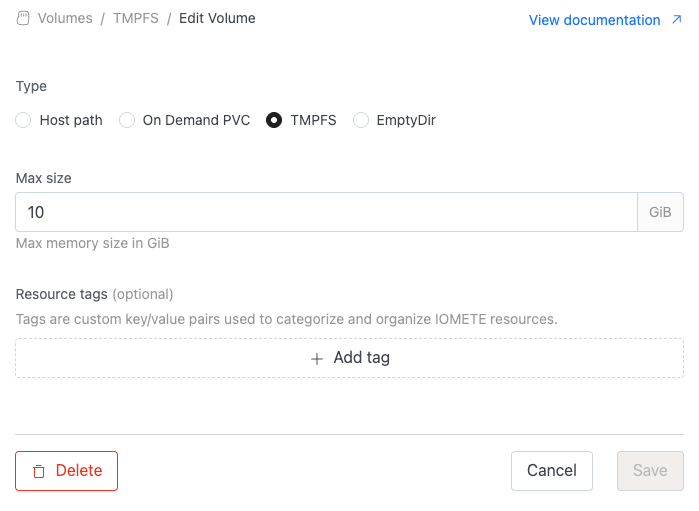 Volumes / TMPFS / Edit Volume
View documentation
Type
Host path
On Demand PVC
TMPFS
EmptyDir
Max size
10
GiB
Max memory size in GiB
Resource tags (optional)
Tags are custom key/value pairs used to categorize and organize IOMETE resources.
+ Add tag
Delete
Cancel
Save